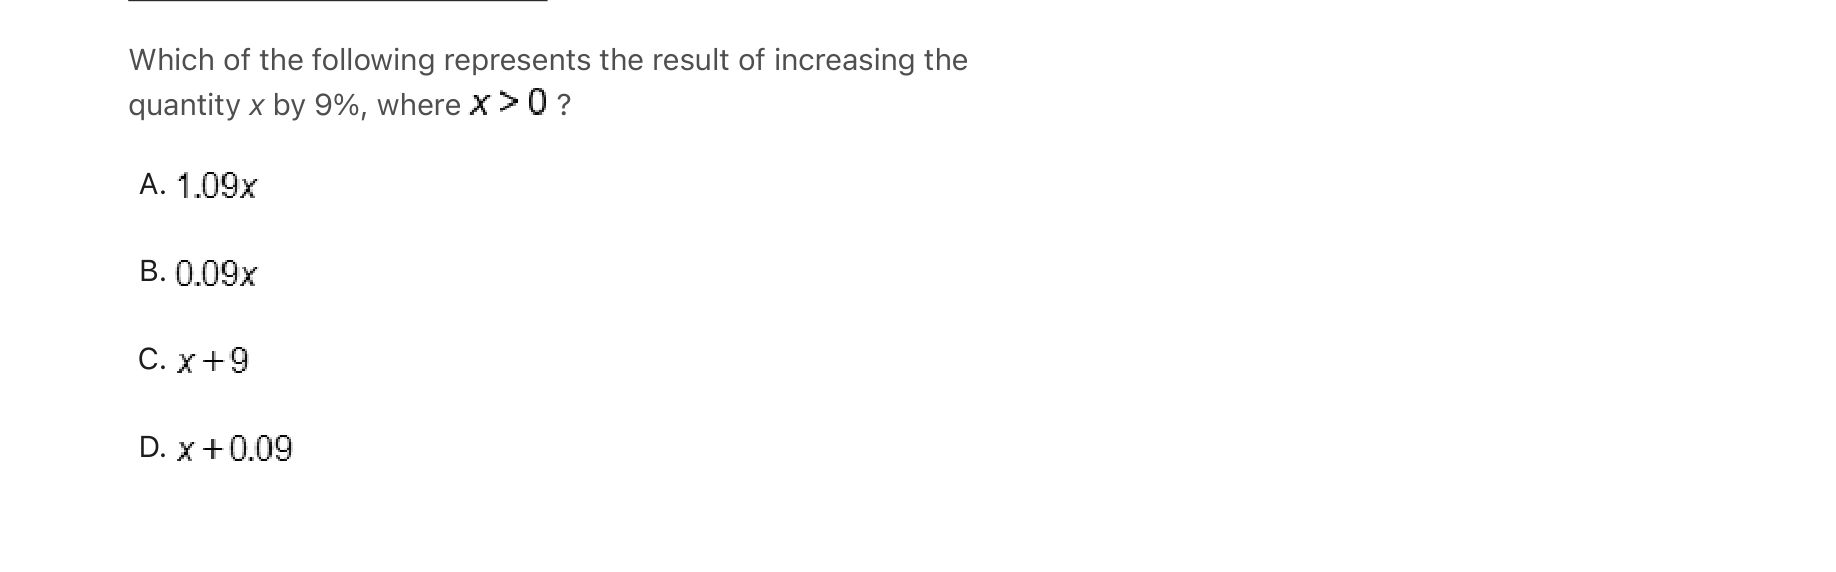 Which of the following represents the result of increasing the
quantity x by 9%, where x > 0 ?
A. 1.09x
B. 0.09x
C. x + 9
D. x + 0.09